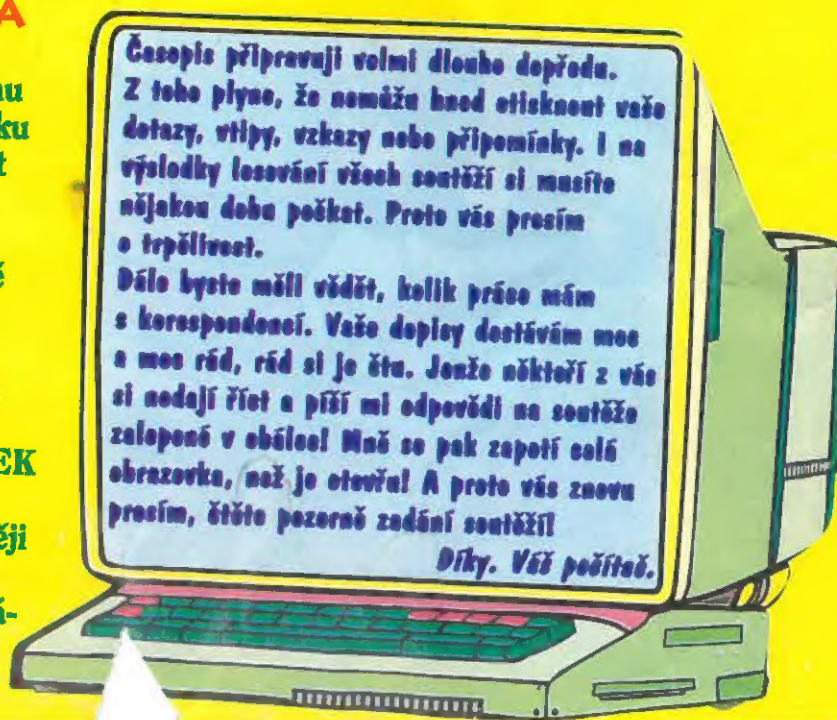 A
u
ku
t
ě
EK
ěji
á-
Časopis připravuji velmi dlouho dopředu.
Z toho plyne, že nemůžu hned otisknout vaše
dotazy, vtipy, vzkazy nebo připomínky. I na
výsledky losování všech soutěží si musíte
nějakou dobu počkat. Proto vás prosím
o trpělivost.
Dále byste měli vědět, kolik práce mám
s korespondencí. Vaše dopisy dostávám moc
a moc rád, rád si je čtu. Jenže někteří z vás
si nedají říct a píší mi odpovědi na soutěže
zalepené v obálce! Mně se pak zapotí celá
obrazovka, než je otevřu! A proto vás znovu
prosím, čtěte pozorně zadání soutěží!
Díky. Váš počítač.